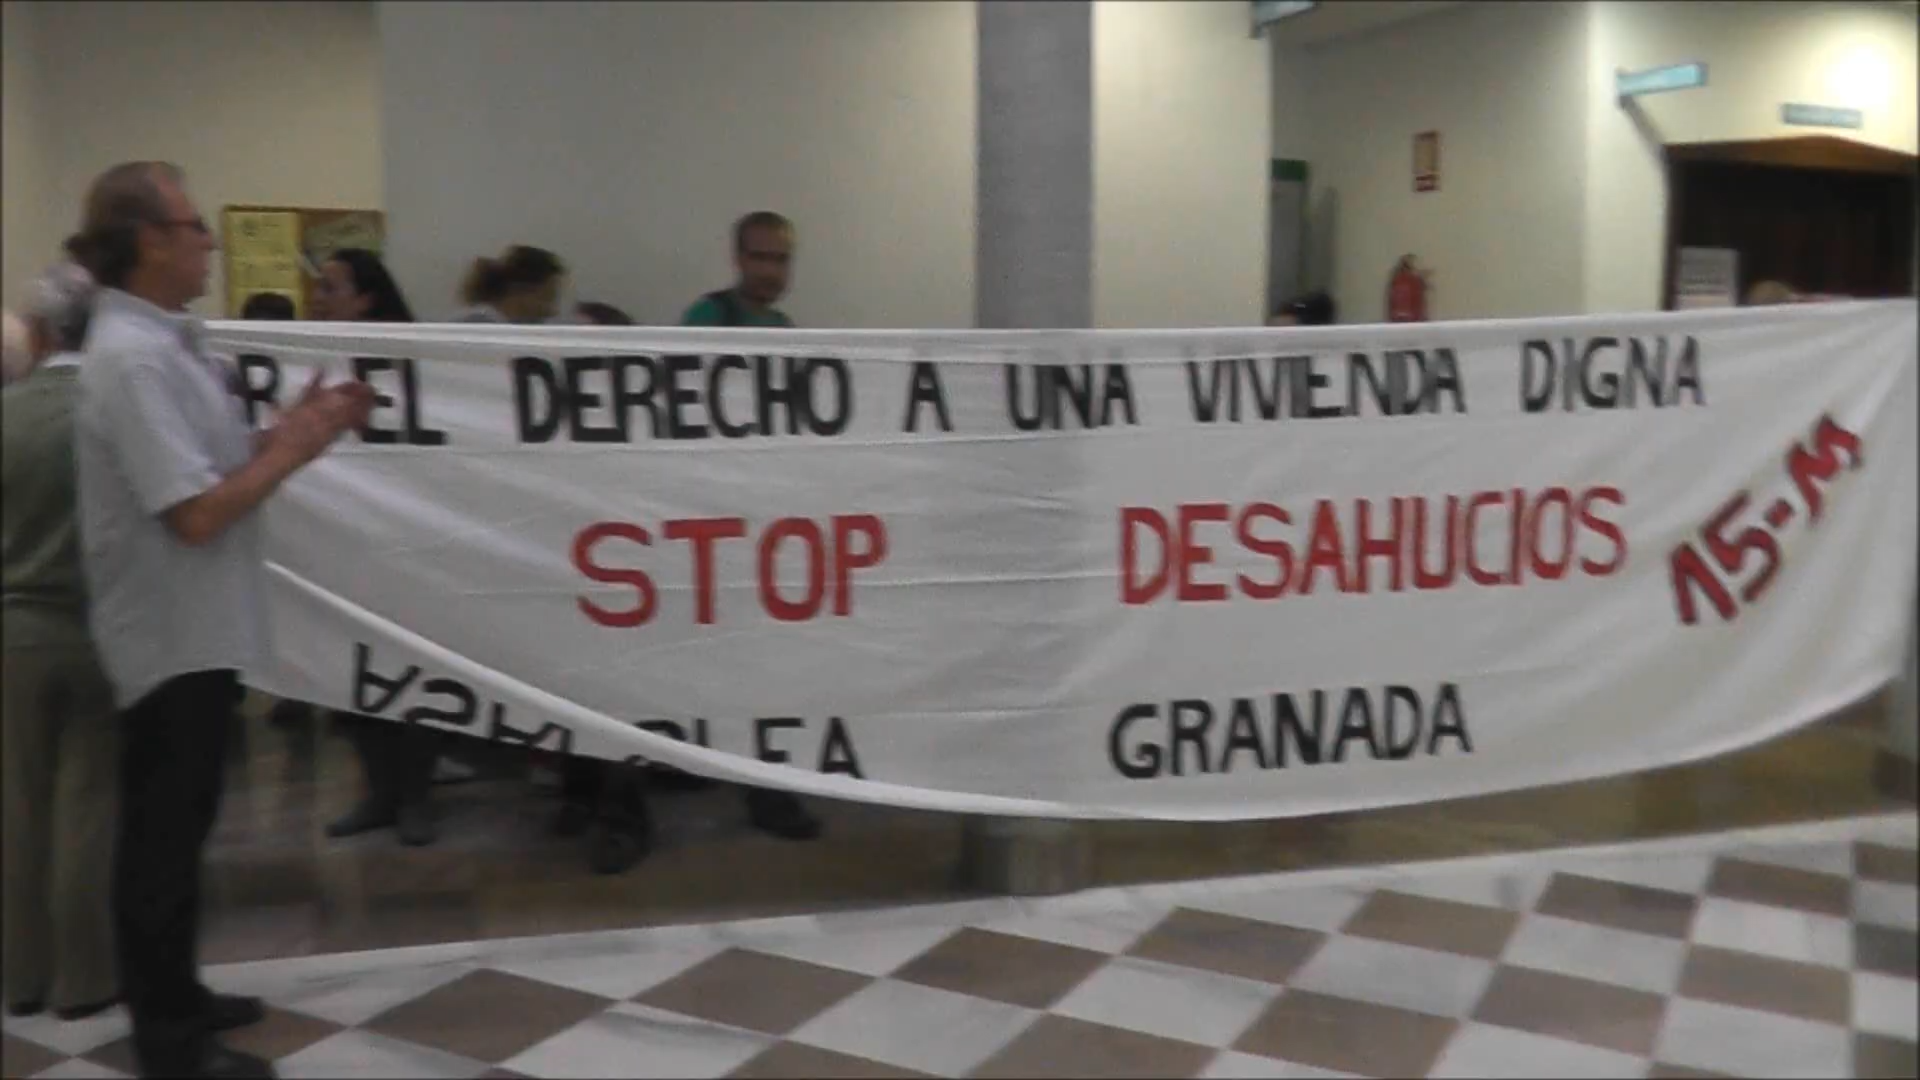 R EL DERECHO A UNA VIVIENDA DIGNA
STOP DESAHUCIOS
15-M
GRANADA